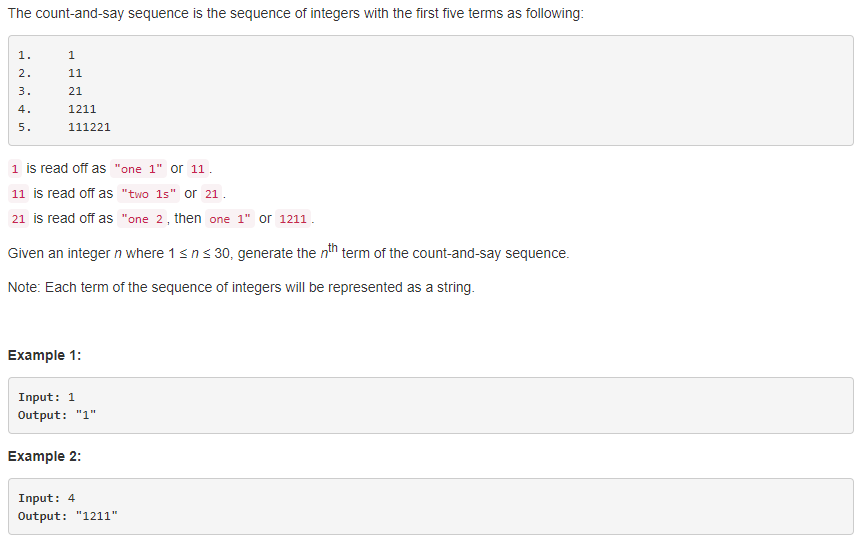 The count-and-say sequence is the sequence of integers with the first five terms as following:
1. 1
2. 11
3. 21
4. 1211
5. 111221
1 is read off as "one 1" or 11.
11 is read off as "two 1s" or 21.
21 is read off as "one 2, then one 1" or 1211.
Given an integer n where 1 ≤ n ≤ 30, generate the nth term of the count-and-say sequence.
Note: Each term of the sequence of integers will be represented as a string.
Example 1:
Input: 1
Output: "1"
Example 2:
Input: 4
Output: "1211"